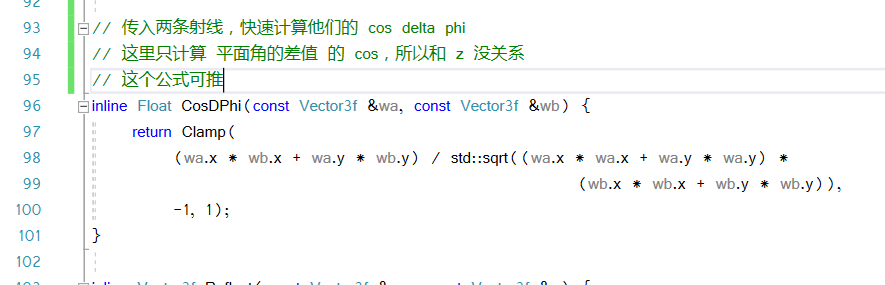 92
93 // 传入两条射线，快速计算他们的 cos delta phi
94 // 这里只计算 平面角的差值 的 cos，所以和 z 没关系
95 // 这个公式可推
96 inline Float CosDPhi(const Vector3f &wa, const Vector3f &wb) {
97 return Clamp(
98 (wa.x * wb.x + wa.y * wb.y) / std::sqrt((wa.x * wa.x + wa.y * wa.y) *
99 (wb.x * wb.x + wb.y * wb.y)),
100 -1, 1);
101 }
102